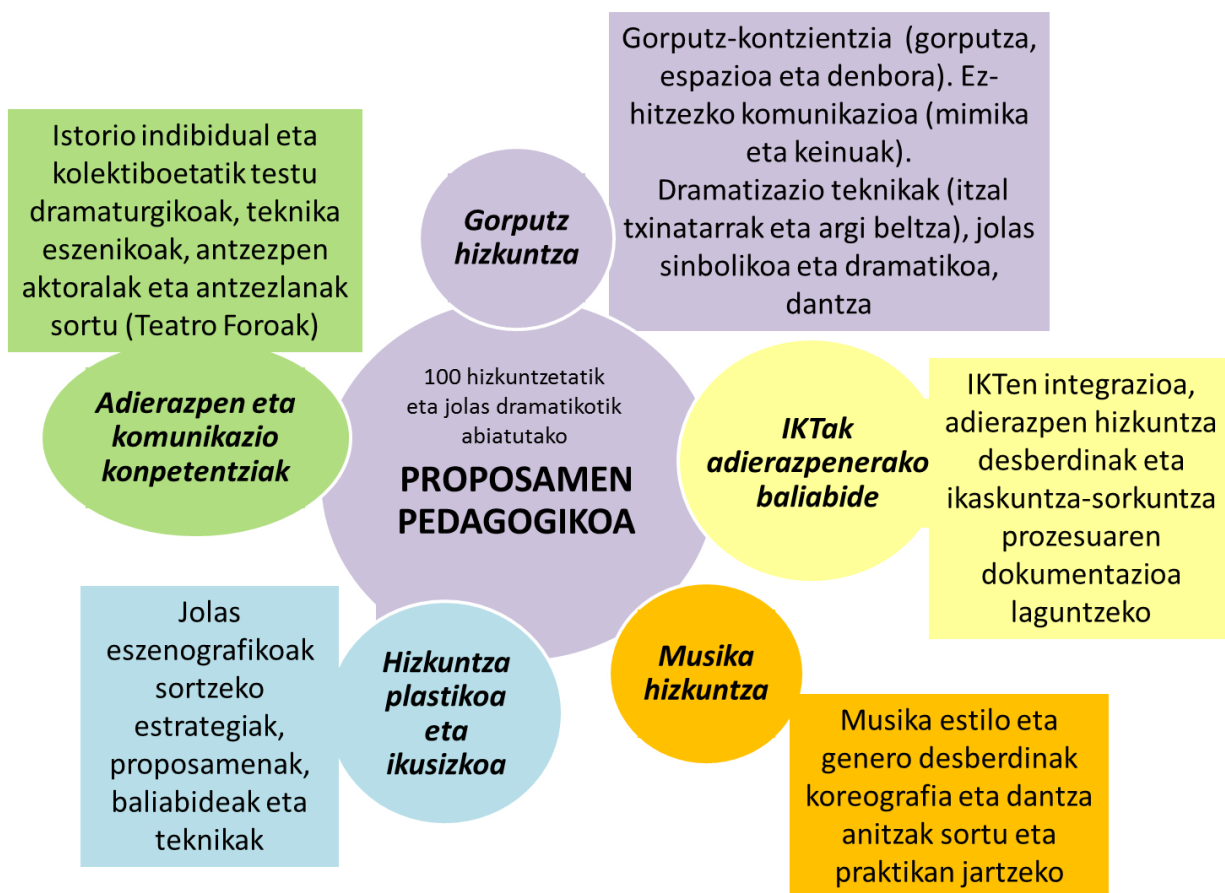 Gorputz-kontzientzia (gorputza,
espazioa eta denbora). Ez-
hitzezko komunikazioa (mimika
eta keinuak).
Dramatizazio teknikak (itzal
txinatarrak eta argi beltza), jolas
sinbolikoa eta dramatikoa,
dantza
Gorputz
hizkuntza
Istorio indibidual eta
kolektiboetatik testu
dramaturgikoak, teknika
eszenikoak, antzezpen
aktoralak eta antzezlanak
sortu (Teatro Foroak)
Adierazpen eta
komunikazio
konpetentziak
100 hizkuntzetatik
eta jolas dramatikotik
abiatutako
PROPOSAMEN
PEDAGOGIKOA
IKTak
adierazpenerako
baliabide
IKTen integrazioa,
adierazpen hizkuntza
desberdinak eta
ikaskuntza-sorkuntza
prozesuaren
dokumentazioa
laguntzeko
Jolas
eszenografikoak
sortzeko
estrategiak,
proposamenak,
baliabideak eta
teknikak
Hizkuntza
plastikoa
eta
ikusizkoa
Musika
hizkuntza
Musika estilo eta
genero desberdinak
koreografia eta dantza
anitzak sortu eta
praktikan jartzeko